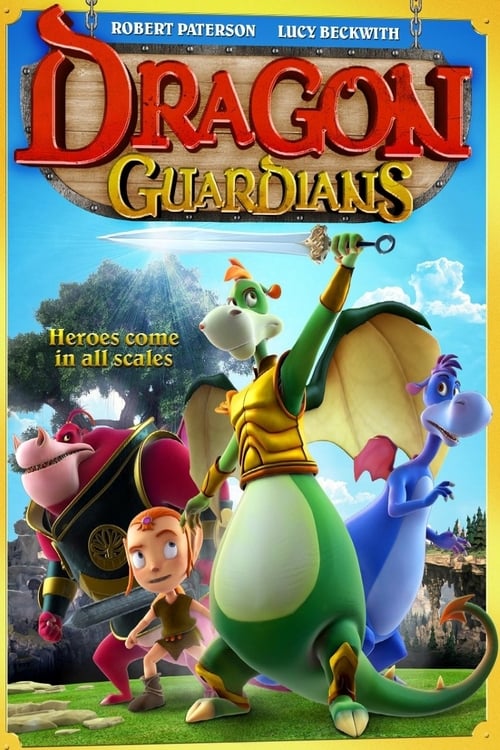 ROBERT PATERSON LUCY BECKWITH
DRAGON
GUARDIANS
Heroes come
in all scales